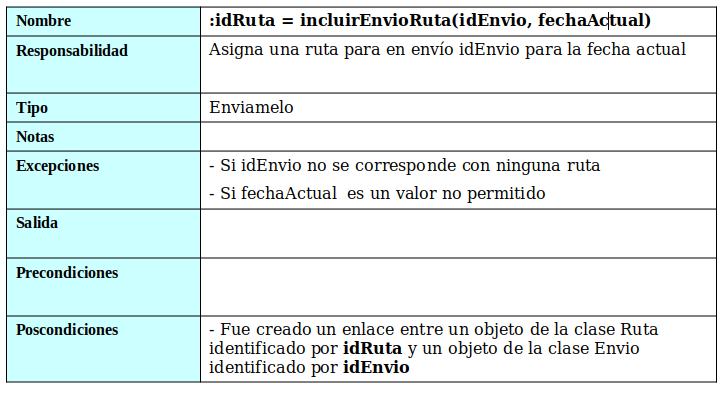 Nombre :idRuta = incluirEnvioRuta(idEnvio, fechaActual)
Responsabilidad Asigna una ruta para en envío idEnvio para la fecha actual
Tipo Enviamelo
Notas
Excepciones - Si idEnvio no se corresponde con ninguna ruta
- Si fechaActual es un valor no permitido
Salida
Precondiciones
Poscondiciones - Fue creado un enlace entre un objeto de la clase Ruta
identificado por idRuta y un objeto de la clase Envio
identificado por idEnvio